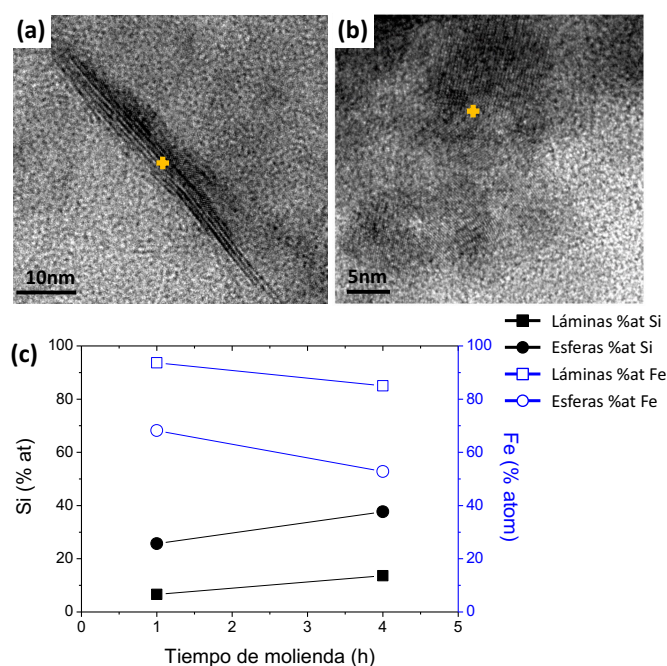 (a)
(b)
10nm
5nm
Láminas %at Si
Esferas %at Si
Láminas %at Fe
Esferas %at Fe
(c)
100
80
60
40
20
0
Si (% at)
100
80
60
40
20
0
Fe (% atom)
0 1 2 3 4 5
Tiempo de molienda (h)